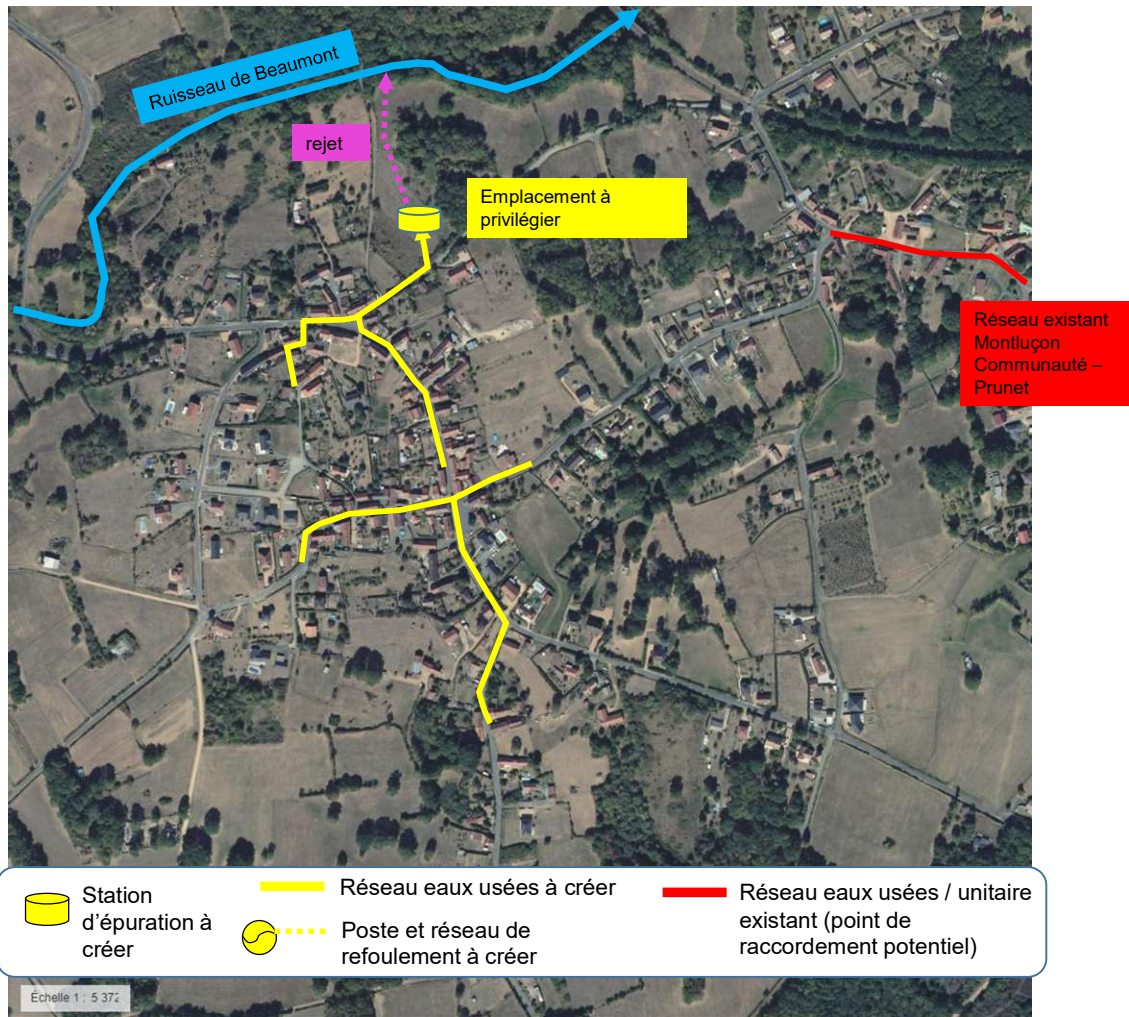 Ruisseau de Beaumont
rejet
Emplacement à
privilégier
Réseau existant
Montluçon
Communauté –
Prunet
Station
d'épuration à
créer
Réseau eaux usées à créer
Poste et réseau de
refoulement à créer
Réseau eaux usées / unitaire
existant (point de
raccordement potentiel)
Échelle 1 : 5 372